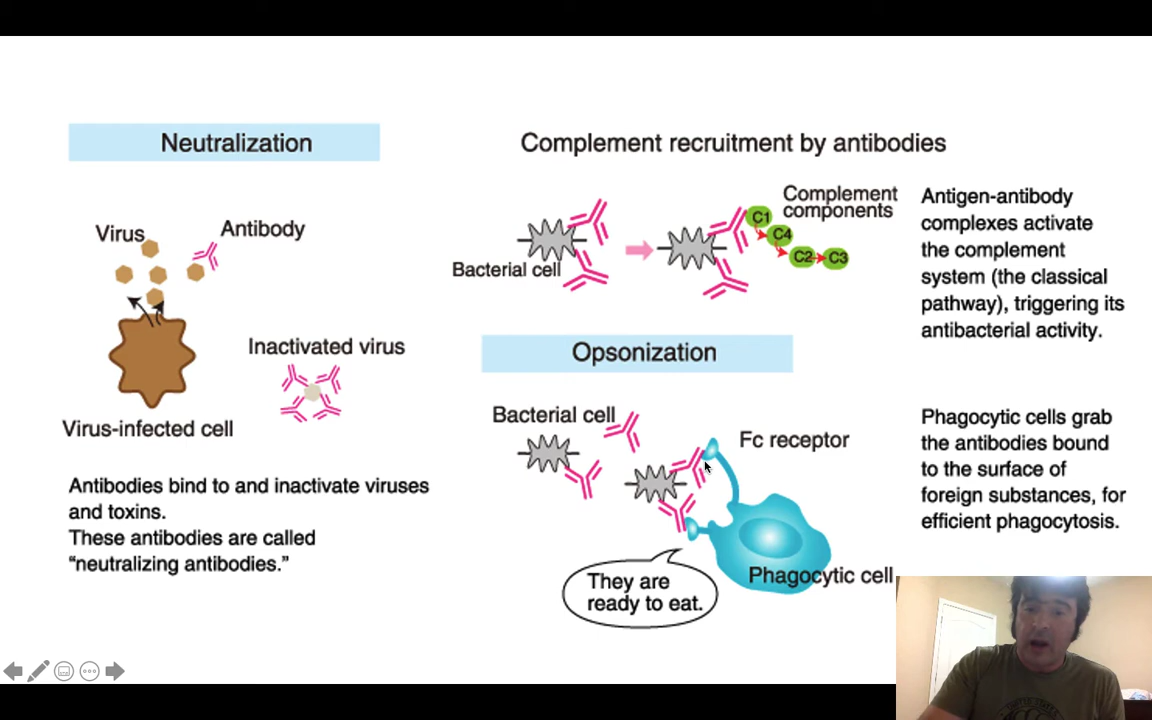 Neutralization
Virus
Antibody
Inactivated virus
Virus-infected cell
Antibodies bind to and inactivate viruses
and toxins.
These antibodies are called
“neutralizing antibodies.”
Complement recruitment by antibodies
Bacterial cell
Complement
components
C1
C4
C2
C3
Antigen-antibody
complexes activate
the complement
system (the classical
pathway), triggering its
antibacterial activity.
Opsonization
Bacterial cell
Fc receptor
Phagocytic cell
They are
ready to eat.
Phagocytic cells grab
the antibodies bound
to the surface of
foreign substances, for
efficient phagocytosis.